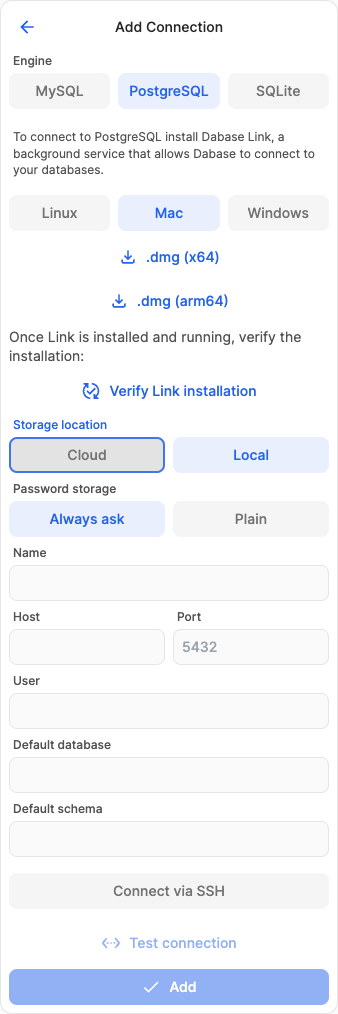 Add Connection
Engine
MySQL
PostgreSQL
SQLite
To connect to PostgreSQL install Dabase Link, a
background service that allows Dabase to connect to
your databases.
Linux
Mac
Windows
.dmg (x64)
.dmg (arm64)
Once Link is installed and running, verify the
installation:
Verify Link installation
Storage location
Cloud
Local
Password storage
Always ask
Plain
Name
Host
Port
5432
User
Default database
Default schema
Connect via SSH
Test connection
Add